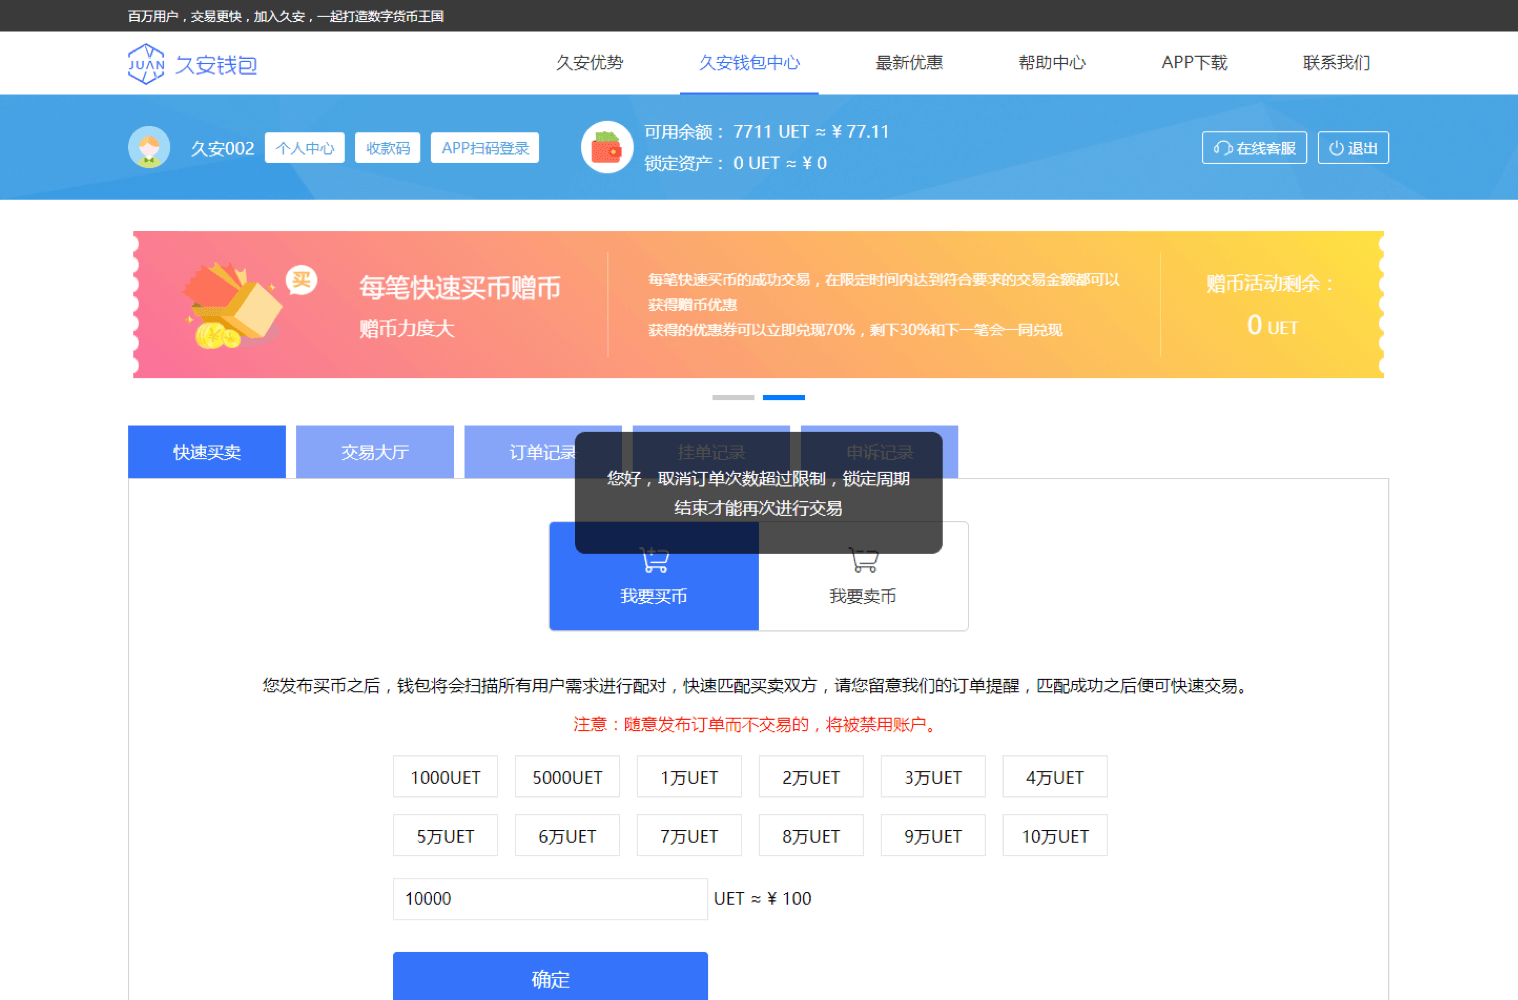 百万用户，交易更快，加入久安，一起打造数字货币王国
JUAN 久安钱包
久安优势 久安钱包中心 最新优惠 帮助中心 APP下载 联系我们
久安002 个人中心 收款码 APP扫码登录
可用余额： 7711 UET ≈ ¥ 77.11
锁定资产： 0 UET ≈ ¥ 0
在线客服 退出
买
每笔快速买币赠币
赠币力度大
每笔快速买币的成功交易，在限定时间内达到符合要求的交易金额都可以
获得赠币优惠
获得的优惠券可以立即兑现70%，剩下30%和下一笔会一同兑现
赠币活动剩余：
0 UET
快速买卖 交易大厅 订单记录 挂单记录 申诉记录
您好，取消订单次数超过限制，锁定周期
结束才能再次进行交易
我要买币 我要卖币
您发布买币之后，钱包将会扫描所有用户需求进行配对，快速匹配买卖双方，请您留意我们的订单提醒，匹配成功之后便可快速交易。
注意：随意发布订单而不交易的，将被禁用账户。
1000UET 5000UET 1万UET 2万UET 3万UET 4万UET
5万UET 6万UET 7万UET 8万UET 9万UET 10万UET
10000 UET ≈ ¥ 100
确定